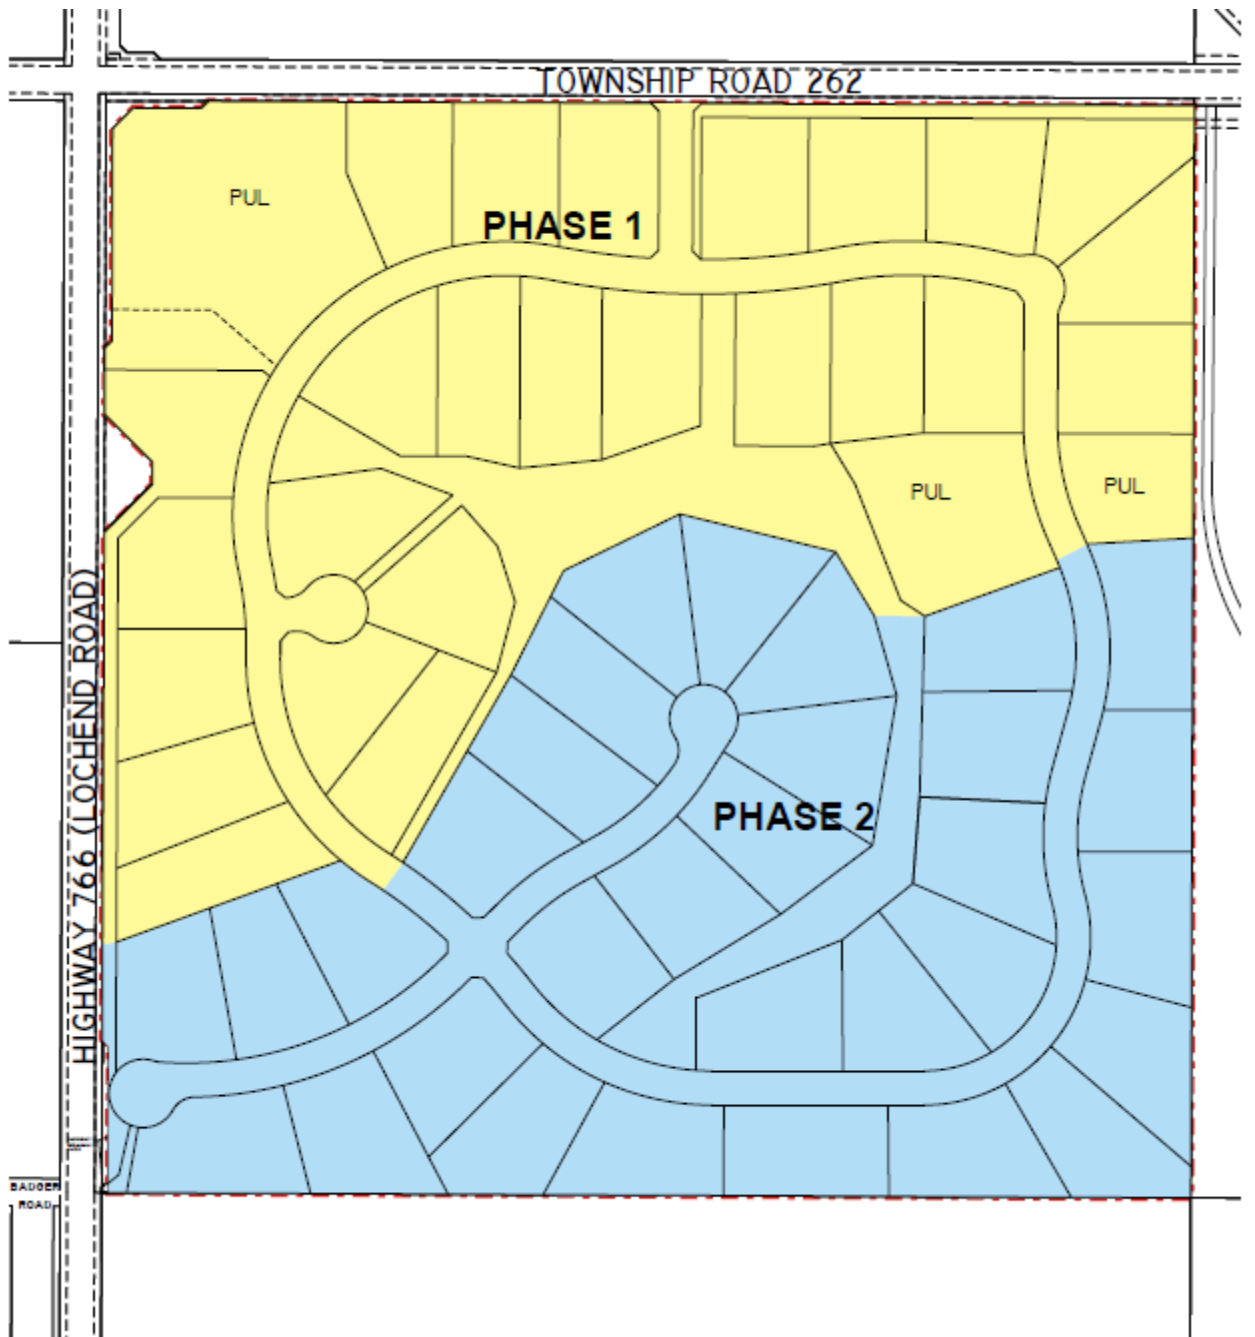 TOWNSHIP ROAD 262
PUL
PHASE 1
PUL
PUL
HIGHWAY 766 (LOCHEND ROAD)
PHASE 2
BADGER
ROAD